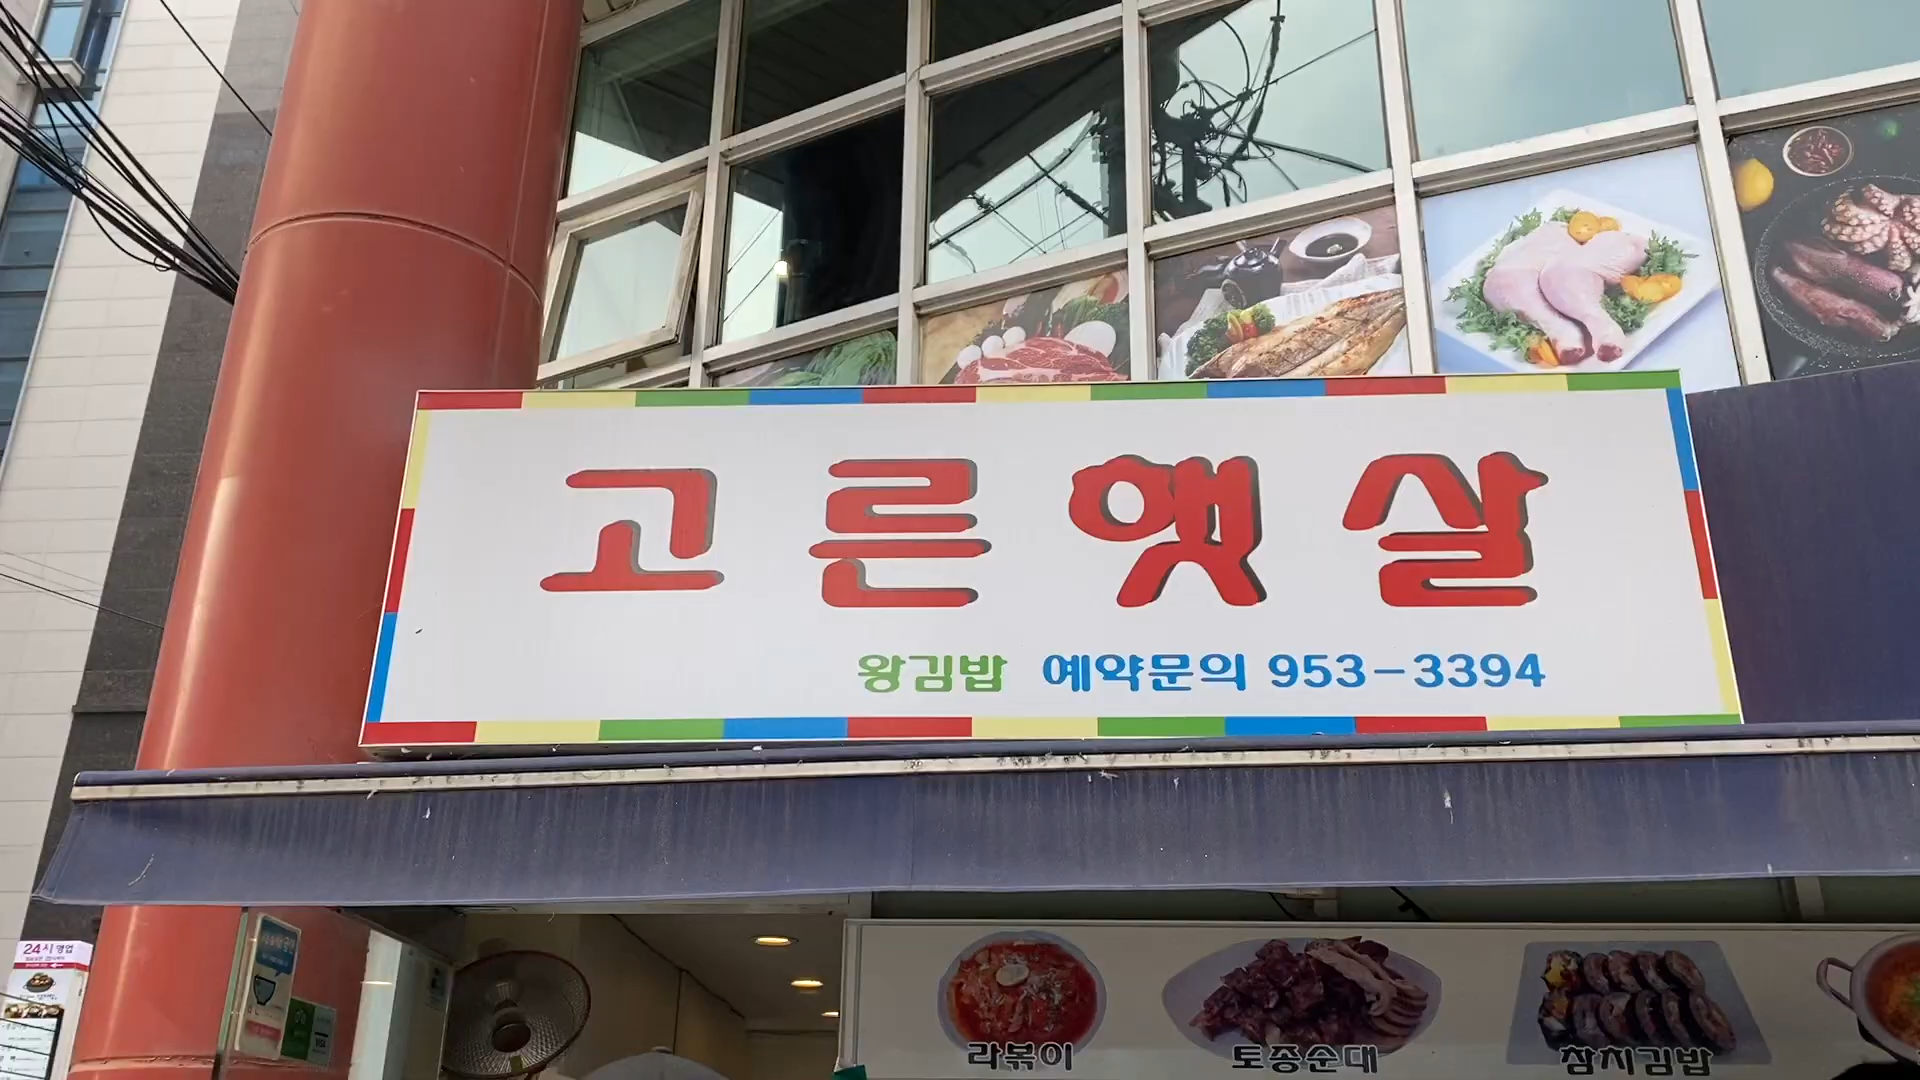 고른햇살
왕김밥 예약문의 953-3394
24시 영업
라볶이 토종순대 참치김밥